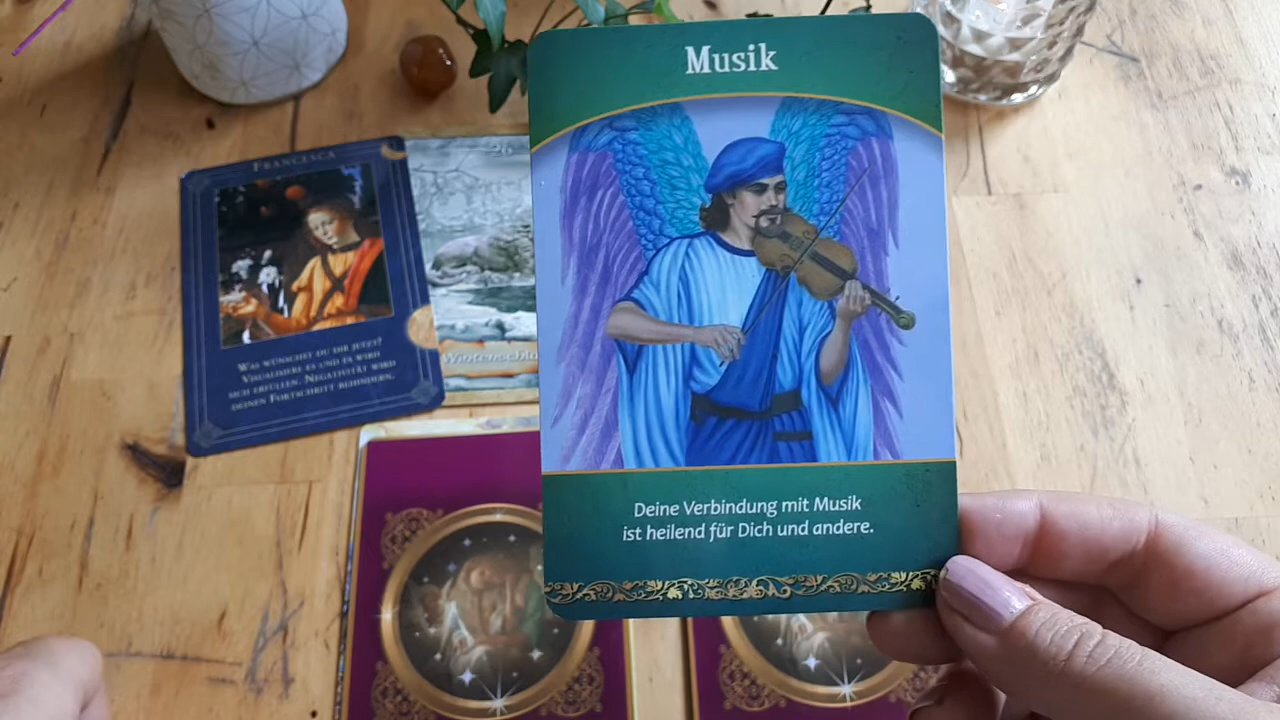 Musik
Deine Verbindung mit Musik
ist heilend für Dich und andere.
Francesca
Was wünschst du dir jetzt?
Visualisiere es und es wird
sich erfüllen. Negativität wird
deinen Fortschritt behindern.
26